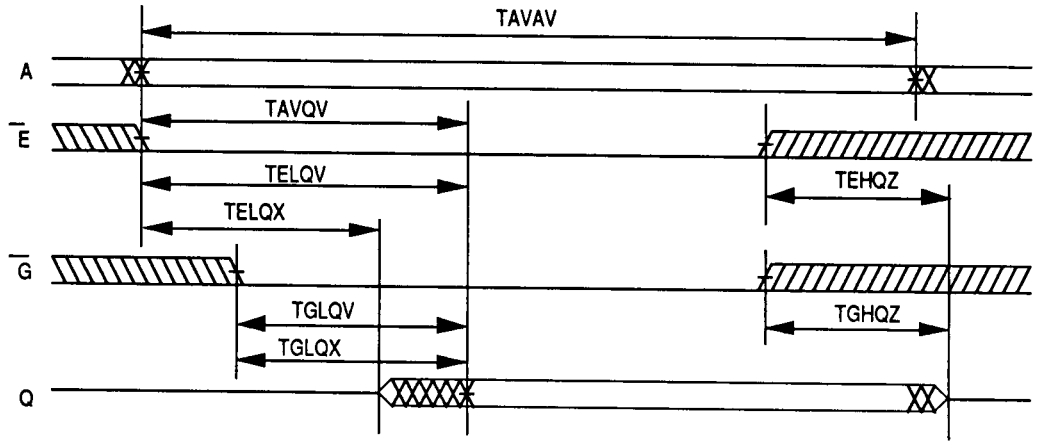 TAVAV
A
TAVQV
E̅
TELQV
TEHQZ
TELQX
G̅
TGLQV
TGHQZ
TGLQX
Q